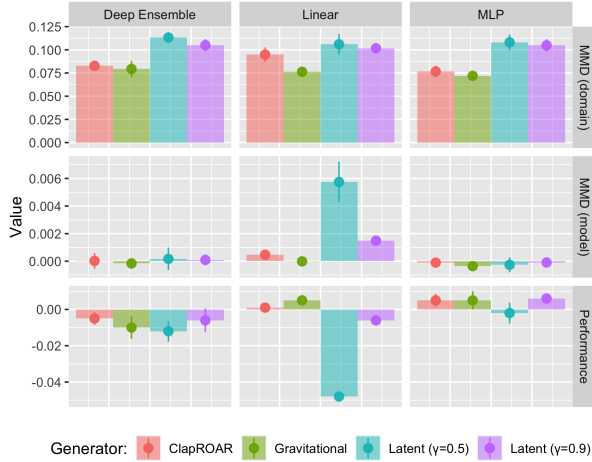 Deep Ensemble Linear MLP
0.125
0.100
0.075
0.050
0.025
0.000
MMD (domain)
0.006
0.004
0.002
0.000
MMD (model)
Value
0.00
-0.02
-0.04
Performance
Generator: ClapROAR Gravitational Latent (γ=0.5) Latent (γ=0.9)